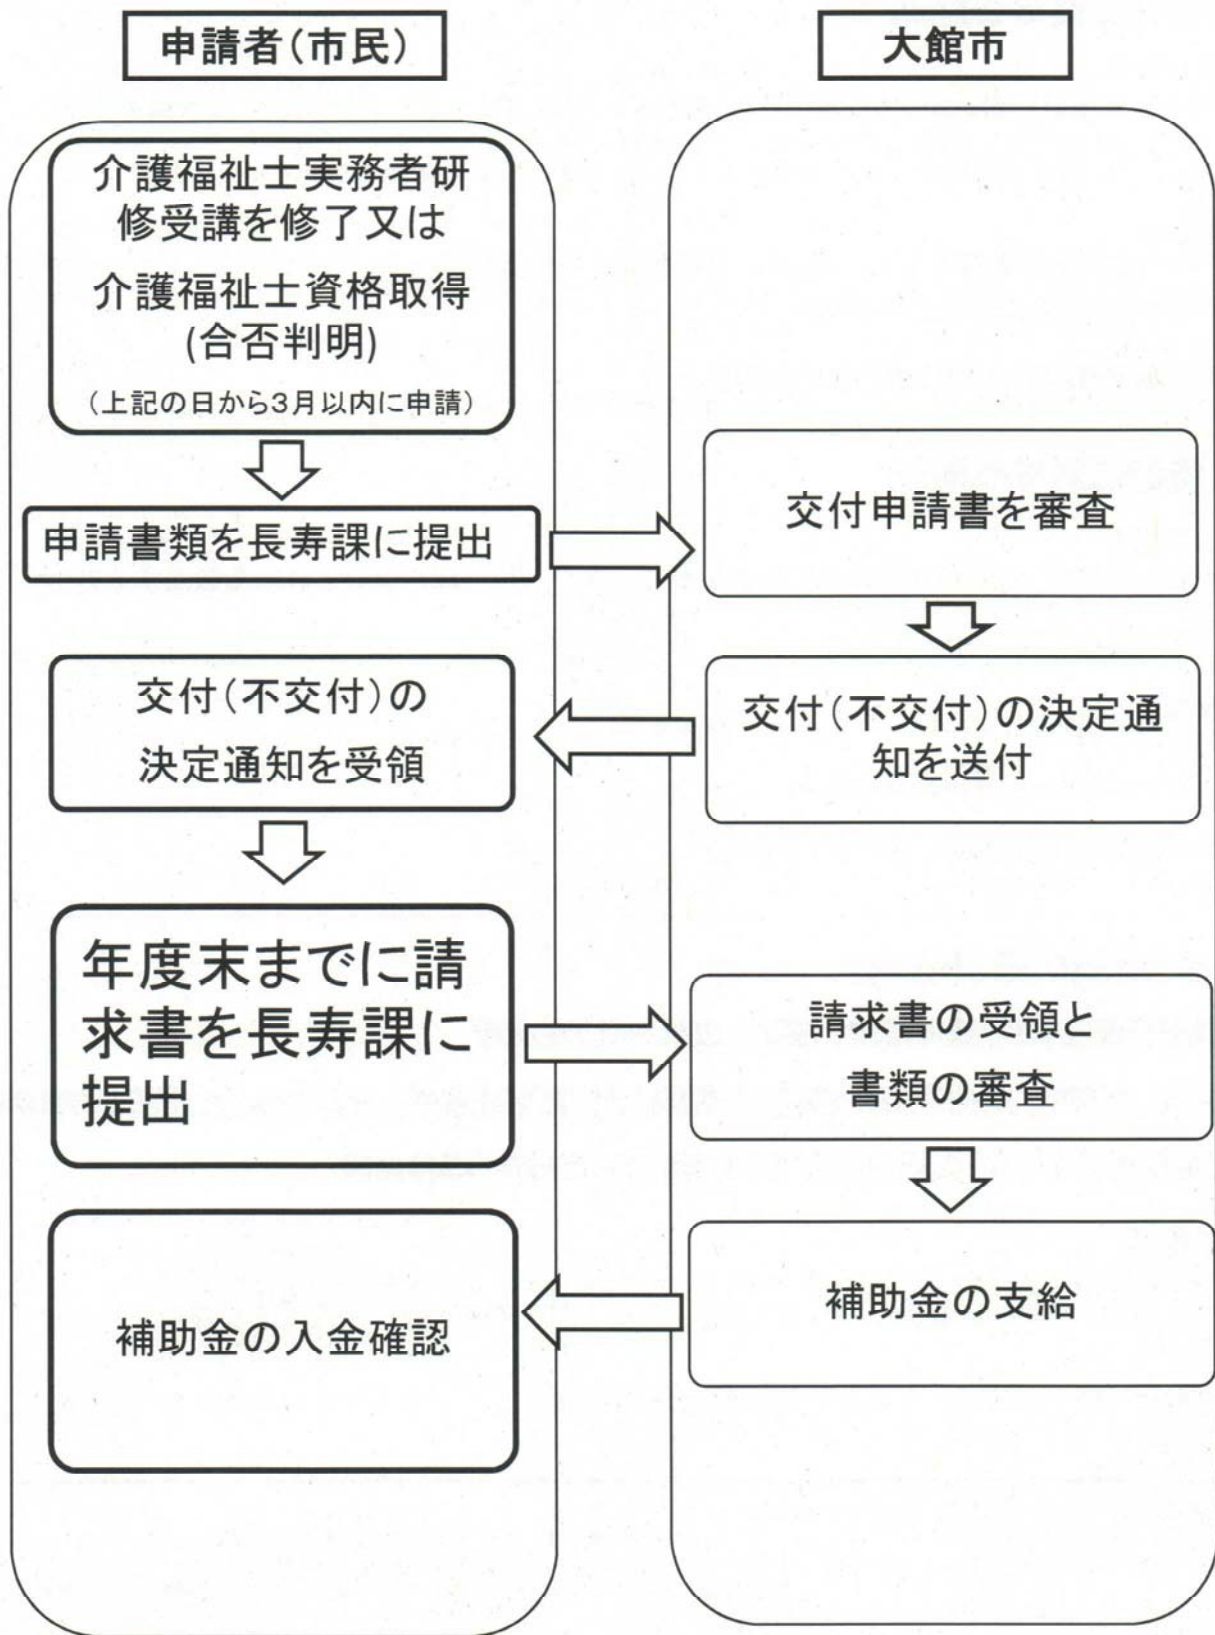 申請者(市民)
大館市
介護福祉士実務者研
修受講を修了又は
介護福祉士資格取得
(合否判明)
(上記の日から3月以内に申請)
申請書類を長寿課に提出
交付申請書を審査
交付(不交付)の
決定通知を受領
交付(不交付)の決定通
知を送付
年度末までに請
求書を長寿課に
提出
請求書の受領と
書類の審査
補助金の支給
補助金の入金確認